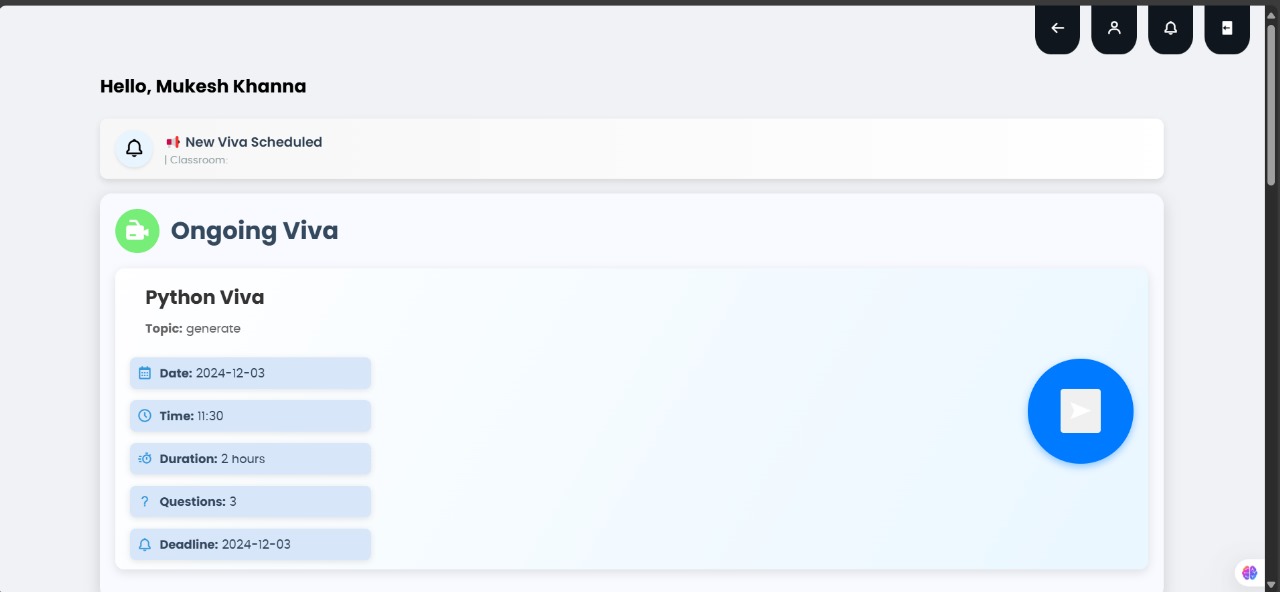 Hello, Mukesh Khanna
New Viva Scheduled
| Classroom:
Ongoing Viva
Python Viva
Topic: generate
Date: 2024-12-03
Time: 11:30
Duration: 2 hours
? Questions: 3
Deadline: 2024-12-03